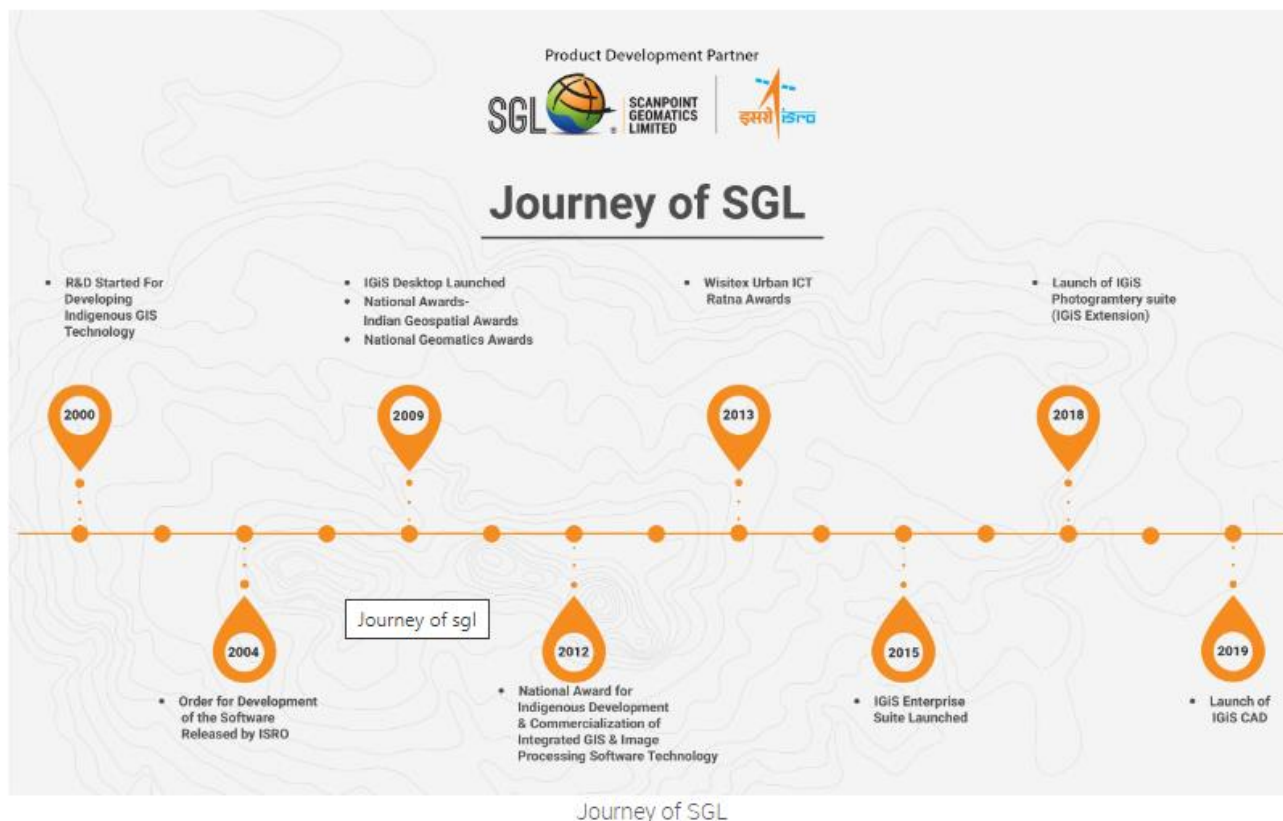 Product Development Partner
SGL
®
SCANPOINT
GEOMATICS
LIMITED
इसरो isro
Journey of SGL
R&D Started For
Developing
Indigenous GIS
Technology
IGiS Desktop Launched
National Awards-
Indian Geospatial Awards
National Geomatics Awards
Wisitex Urban ICT
Ratna Awards
Launch of IGiS
Photogramtery suite
(IGiS Extension)
2000
2009
2013
2018
Journey of sgl
2004
2012
2015
2019
Order for Development
of the Software
Released by ISRO
National Award for
Indigenous Development
& Commercialization of
Integrated GIS & Image
Processing Software Technology
IGiS Enterprise
Suite Launched
Launch of
IGiS CAD
Journey of SGL